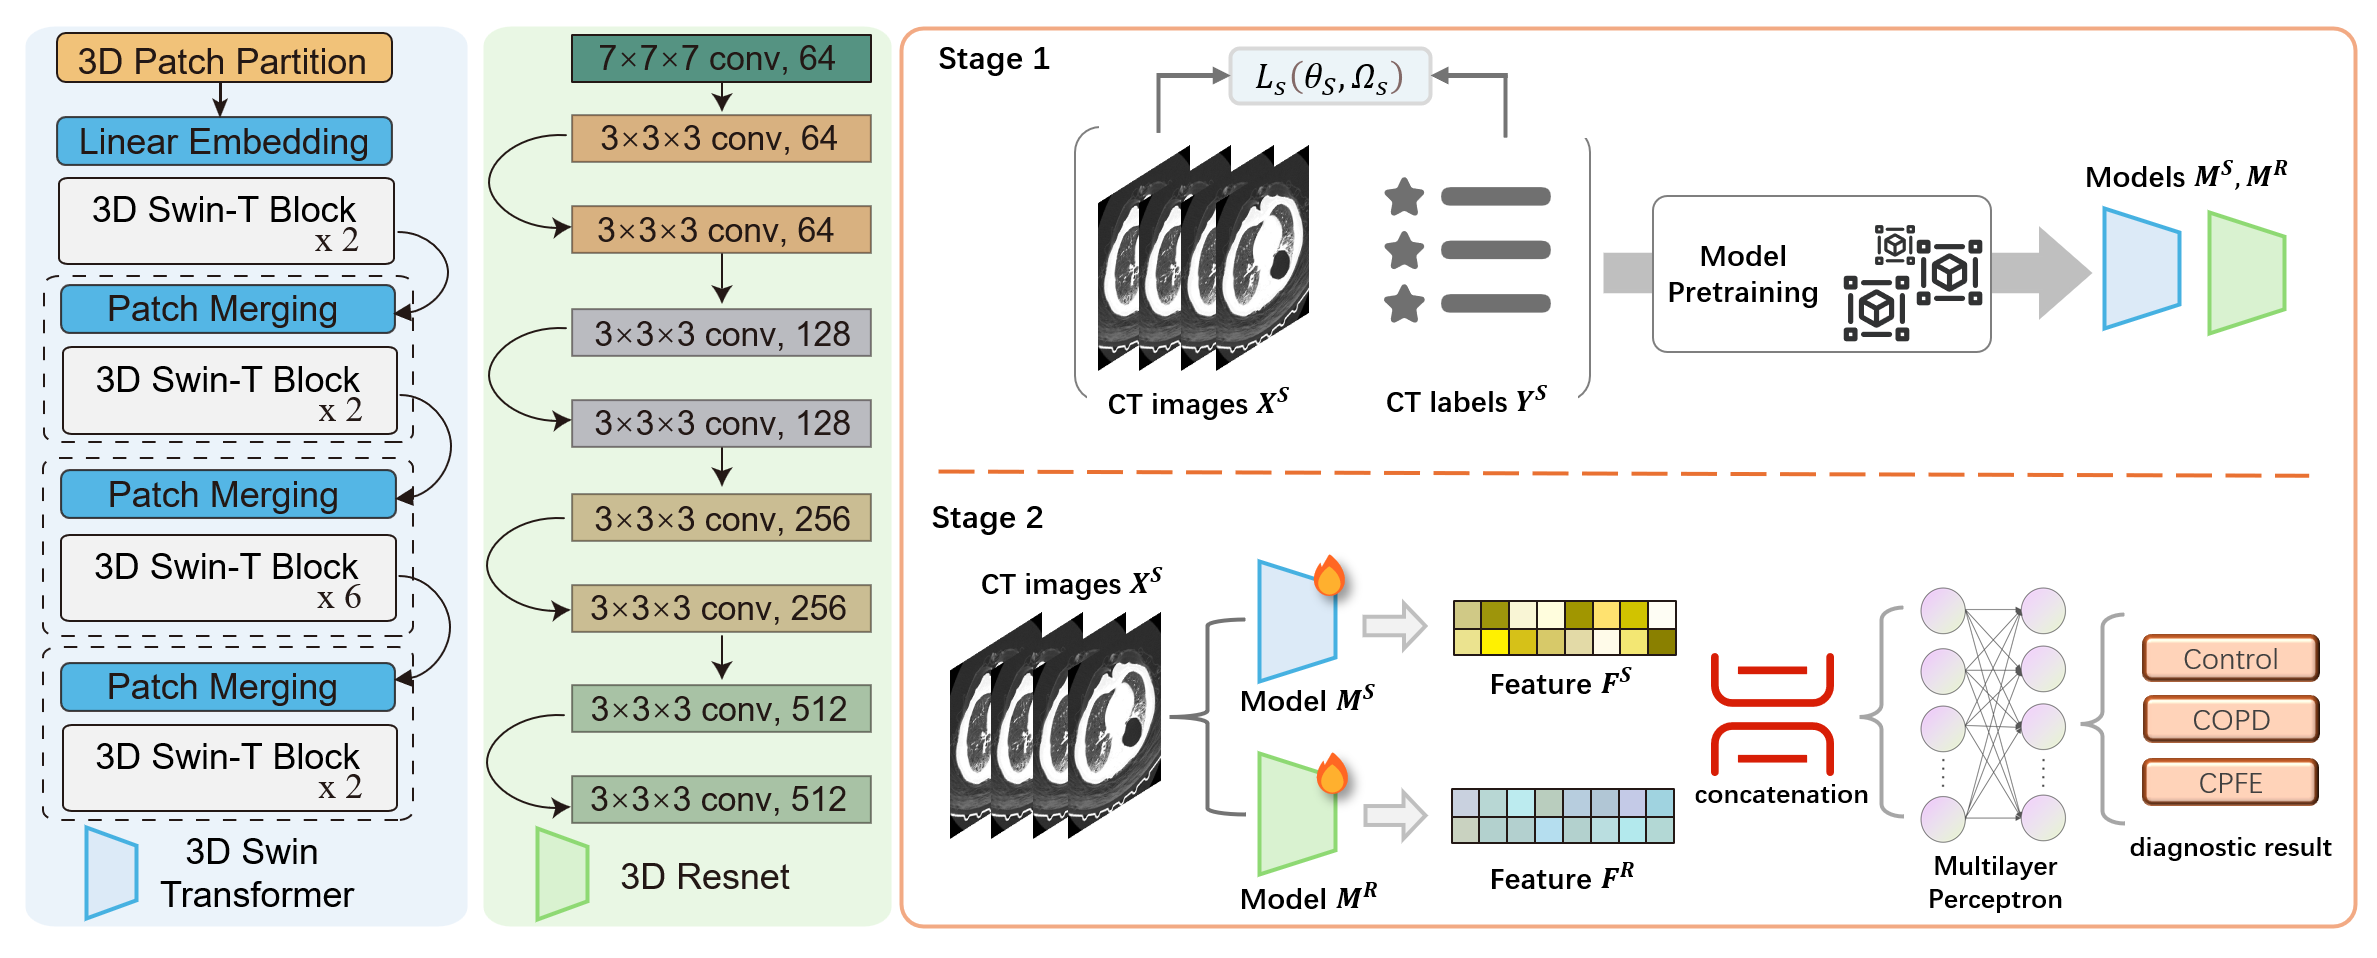 3D Patch Partition
Linear Embedding
3D Swin-T Block
x 2
Patch Merging
3D Swin-T Block
x 2
Patch Merging
3D Swin-T Block
x 6
Patch Merging
3D Swin-T Block
x 2
3D Swin
Transformer
7×7×7 conv, 64
3×3×3 conv, 64
3×3×3 conv, 64
3×3×3 conv, 128
3×3×3 conv, 128
3×3×3 conv, 256
3×3×3 conv, 256
3×3×3 conv, 512
3×3×3 conv, 512
3D Resnet
Stage 1
Lₛ(θ_S, Ωₛ)
CT images X^S
CT labels Y^S
Model
Pretraining
Models M^S, M^R
Stage 2
CT images X^S
Model M^S
Model M^R
Feature F^S
Feature F^R
concatenation
Multilayer
Perceptron
Control
COPD
CPFE
diagnostic result